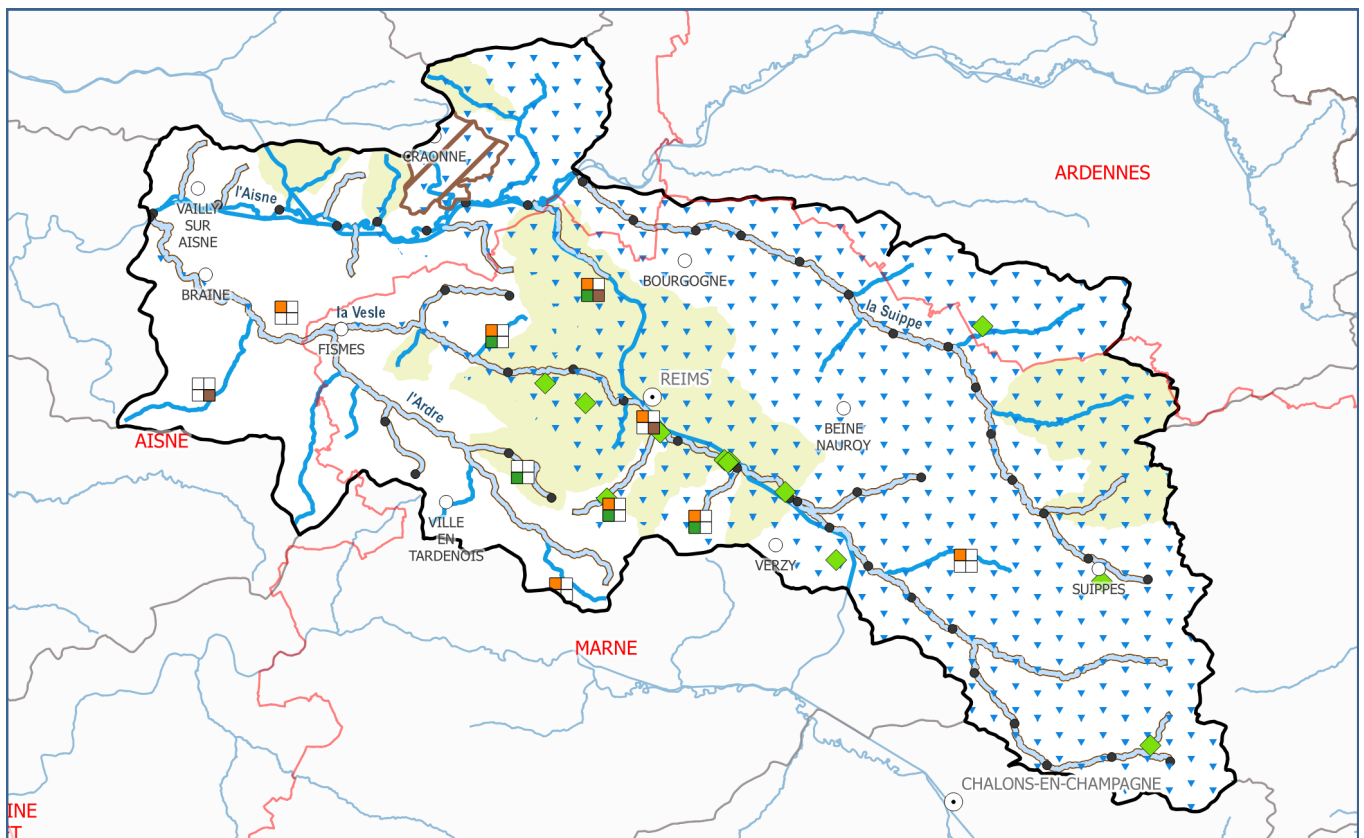 CRAONNE
ARDENNES
l'Aisne
VAILLY
SUR
AISNE
BOURGOGNE
BRAINE
la Vesle
la Suippe
FISMES
REIMS
l'Ardre
BEINE
NAUROY
AISNE
VILLE
EN
TARDENOIS
VERZY
SUIPPES
MARNE
CHALONS-EN-CHAMPAGNE
INE
ET